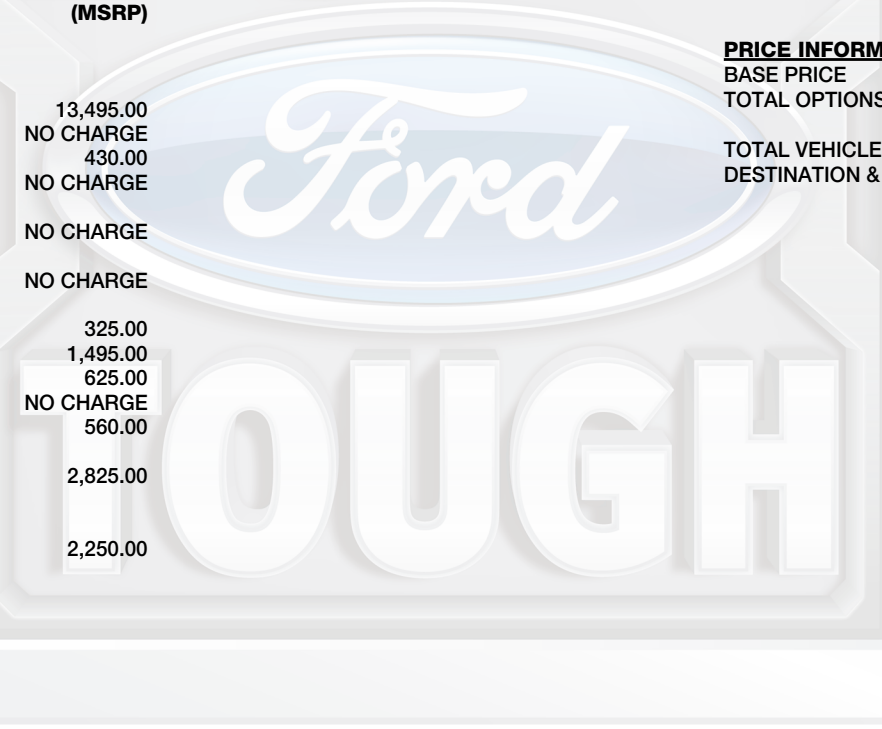 (MSRP)
13,495.00
NO CHARGE
430.00
NO CHARGE
NO CHARGE
NO CHARGE
325.00
1,495.00
625.00
NO CHARGE
560.00
2,825.00
2,250.00
PRICE INFORM
BASE PRICE
TOTAL OPTIONS
TOTAL VEHICLE
DESTINATION &
Ford
TOUGH